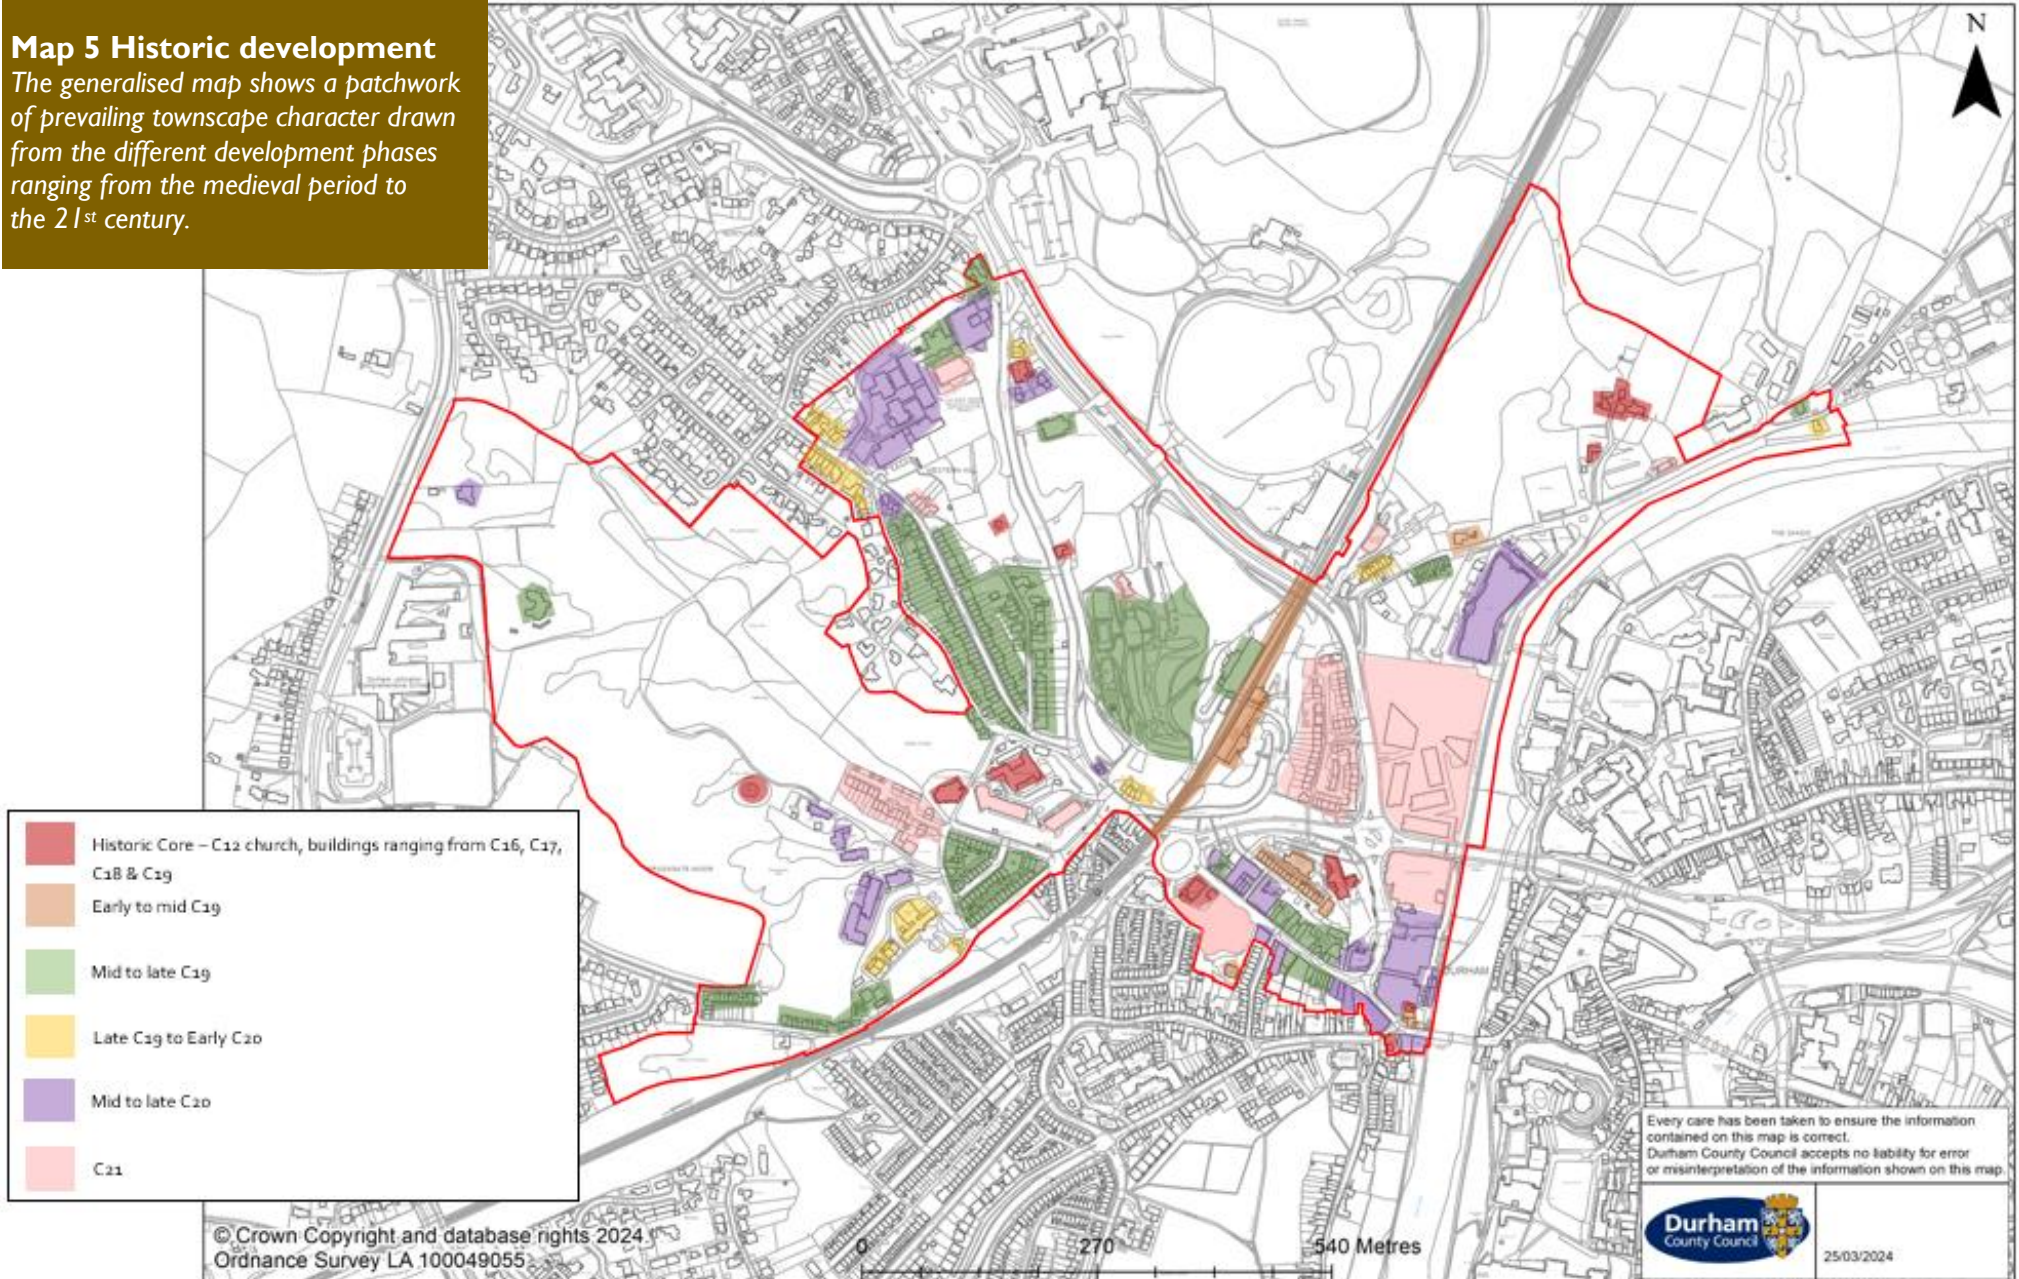 Map 5 Historic development
The generalised map shows a patchwork
of prevailing townscape character drawn
from the different development phases
ranging from the medieval period to
the 21st century.
N
Historic Core – C12 church, buildings ranging from C16, C17,
C18 & C19
Early to mid C19
Mid to late C19
Late C19 to Early C20
Mid to late C20
C21
DURHAM
© Crown Copyright and database rights 2024
Ordnance Survey LA 100049055
0 270 540 Metres
Every care has been taken to ensure the information
contained on this map is correct.
Durham County Council accepts no liability for error
or misinterpretation of the information shown on this map.
Durham
County Council
25/03/2024